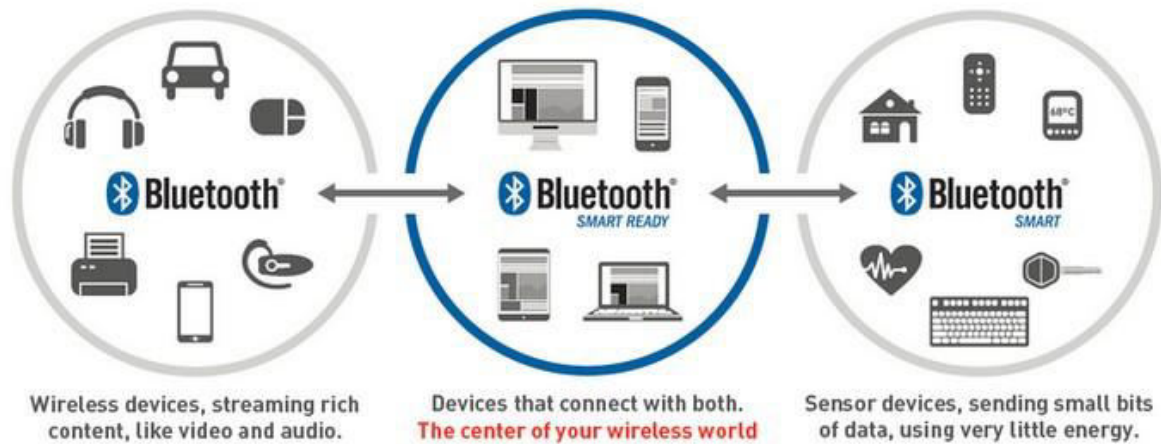 Bluetooth®
Bluetooth®
SMART READY
Bluetooth®
SMART
68°C
Wireless devices, streaming rich
content, like video and audio.
Devices that connect with both.
The center of your wireless world
Sensor devices, sending small bits
of data, using very little energy.